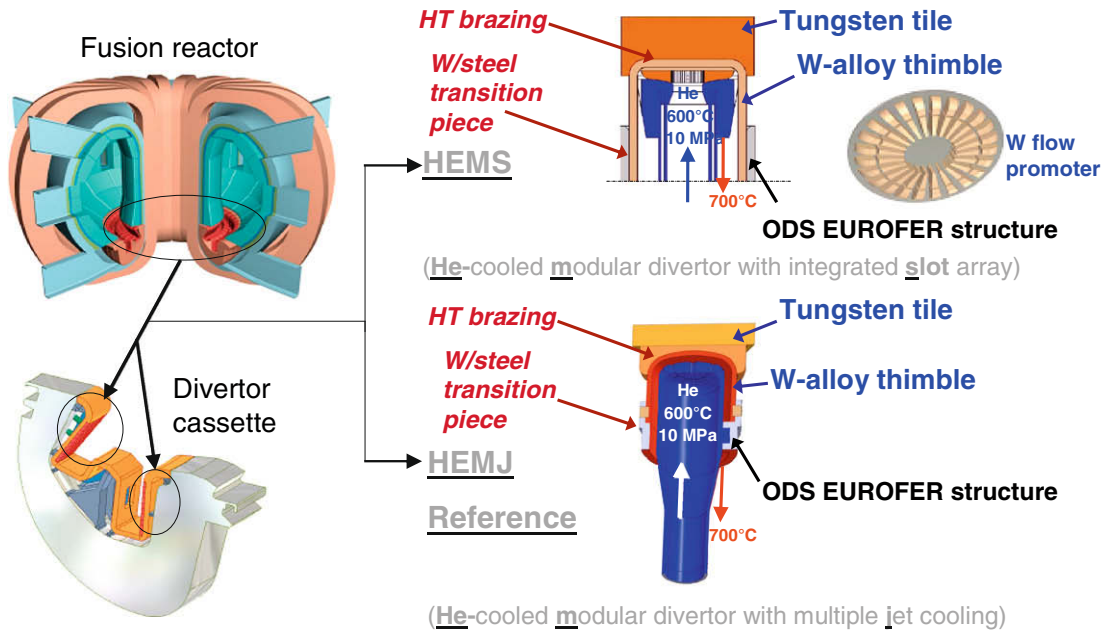 Fusion reactor
HT brazing
Tungsten tile
W/steel
transition
piece
W-alloy thimble
He
600°C
10 MPa
W flow
promoter
HEMS
700°C
ODS EUROFER structure
(He-cooled modular divertor with integrated slot array)
HT brazing
Tungsten tile
W/steel
transition
piece
W-alloy thimble
He
600°C
10 MPa
Divertor
cassette
HEMJ
ODS EUROFER structure
Reference
700°C
(He-cooled modular divertor with multiple jet cooling)